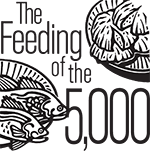 The
Feeding
of the
5,000